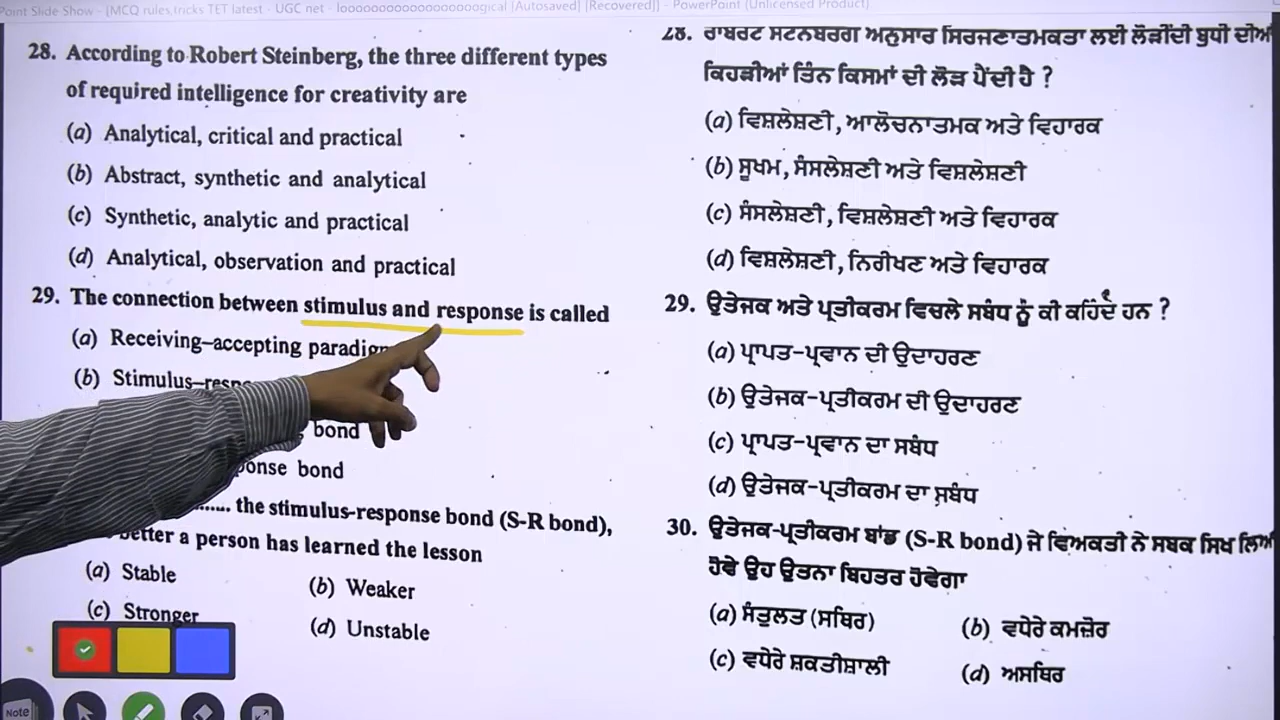 Point Slide Show - [MCQ rules,tricks TET latest - UGC net - looooooooooooooooooogical [Autosaved] [Recovered]] - PowerPoint (Unlicensed Product)
28. According to Robert Steinberg, the three different types
of required intelligence for creativity are
(a) Analytical, critical and practical
(b) Abstract, synthetic and analytical
(c) Synthetic, analytic and practical
(d) Analytical, observation and practical
29. The connection between stimulus and response is called
(a) Receiving–accepting
(b)
bond
bond
the stimulus-response bond (S-R bond),
better a person has learned the lesson
(a) Stable
(b) Weaker
(c) Stronger
(d) Unstable
28. ਰਾਬਰਟ ਸਟਨਬਰਗ ਅਨੁਸਾਰ ਸਿਰਜਣਾਤਮਕਤਾ ਲਈ ਲੋੜੀਂਦੀ ਬੁਧੀ
ਕਿਹੜੀਆਂ ਤਿੰਨ ਕਿਸਮਾਂ ਦੀ ਲੋੜ ਪੈਂਦੀ ਹੈ ?
(a) ਵਿਸ਼ਲੇਸ਼ਣੀ, ਆਲੋਚਨਾਤਮਕ ਅਤੇ ਵਿਹਾਰਕ
(b) ਸੂਖਮ, ਸੰਸਲੇਸ਼ਣੀ ਅਤੇ ਵਿਸ਼ਲੇਸ਼ਣੀ
(c) ਸੰਸਲੇਸ਼ਣੀ, ਵਿਸ਼ਲੇਸ਼ਣੀ ਅਤੇ ਵਿਹਾਰਕ
(d) ਵਿਸ਼ਲੇਸ਼ਣੀ, ਨਿਰੀਖਣ ਅਤੇ ਵਿਹਾਰਕ
29. ਉਤੇਜਕ ਅਤੇ ਪ੍ਰਤੀਕਰਮ ਵਿਚਲੇ ਸਬੰਧ ਨੂੰ ਕੀ ਕਹਿੰਦੇ ਹਨ ?
(a) ਪ੍ਰਾਪਤ-ਪ੍ਰਵਾਨ ਦੀ ਉਦਾਹਰਣ
(b) ਉਤੇਜਕ-ਪ੍ਰਤੀਕਰਮ ਦੀ ਉਦਾਹਰਣ
(c) ਪ੍ਰਾਪਤ-ਪ੍ਰਵਾਨ ਦਾ ਸਬੰਧ
(d) ਉਤੇਜਕ-ਪ੍ਰਤੀਕਰਮ ਦਾ ਸਬੰਧ
30. ਉਤੇਜਕ-ਪ੍ਰਤੀਕਰਮ ਬਾਂਡ (S-R bond) ਜੇ ਵਿਅਕਤੀ ਨੇ ਸਬਕ ਸਿਖ
ਹੋਵੇ ਉਹ ਉਤਨਾ ਬਿਹਤਰ ਹੋਵੇਗਾ
(a) ਸੰਤੁਲਤ (ਸਥਿਰ)
(b) ਵਧੇਰੇ ਕਮਜ਼ੋਰ
(c) ਵਧੇਰੇ ਸ਼ਕਤੀਸ਼ਾਲੀ
(d) ਅਸਥਿਰ
Note